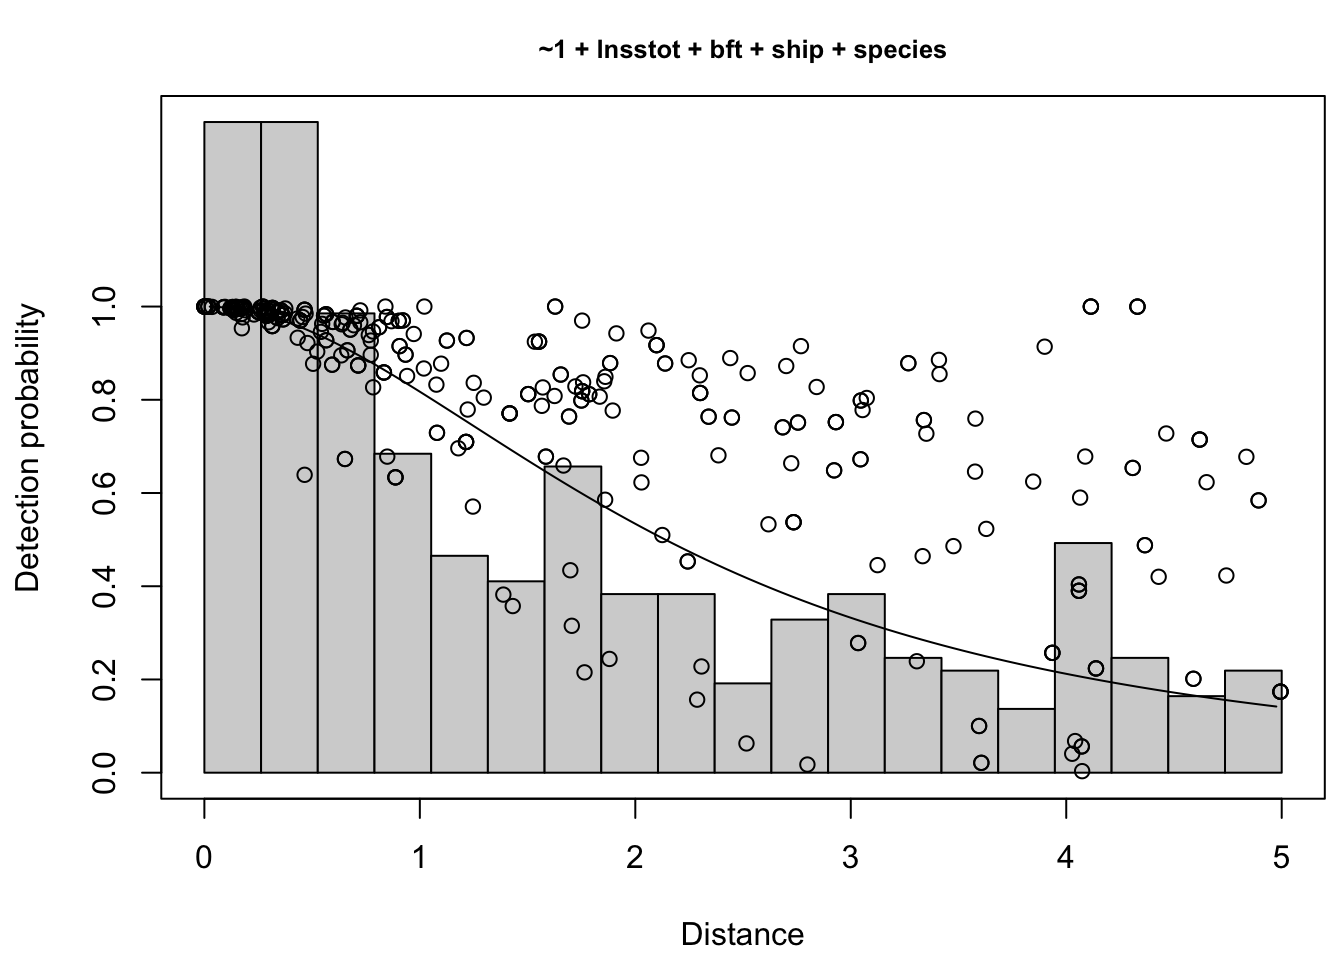 ~1 + lnsstot + bft + ship + species
Detection probability
1.0
0.8
0.6
0.4
0.2
0.0
0 1 2 3 4 5
Distance